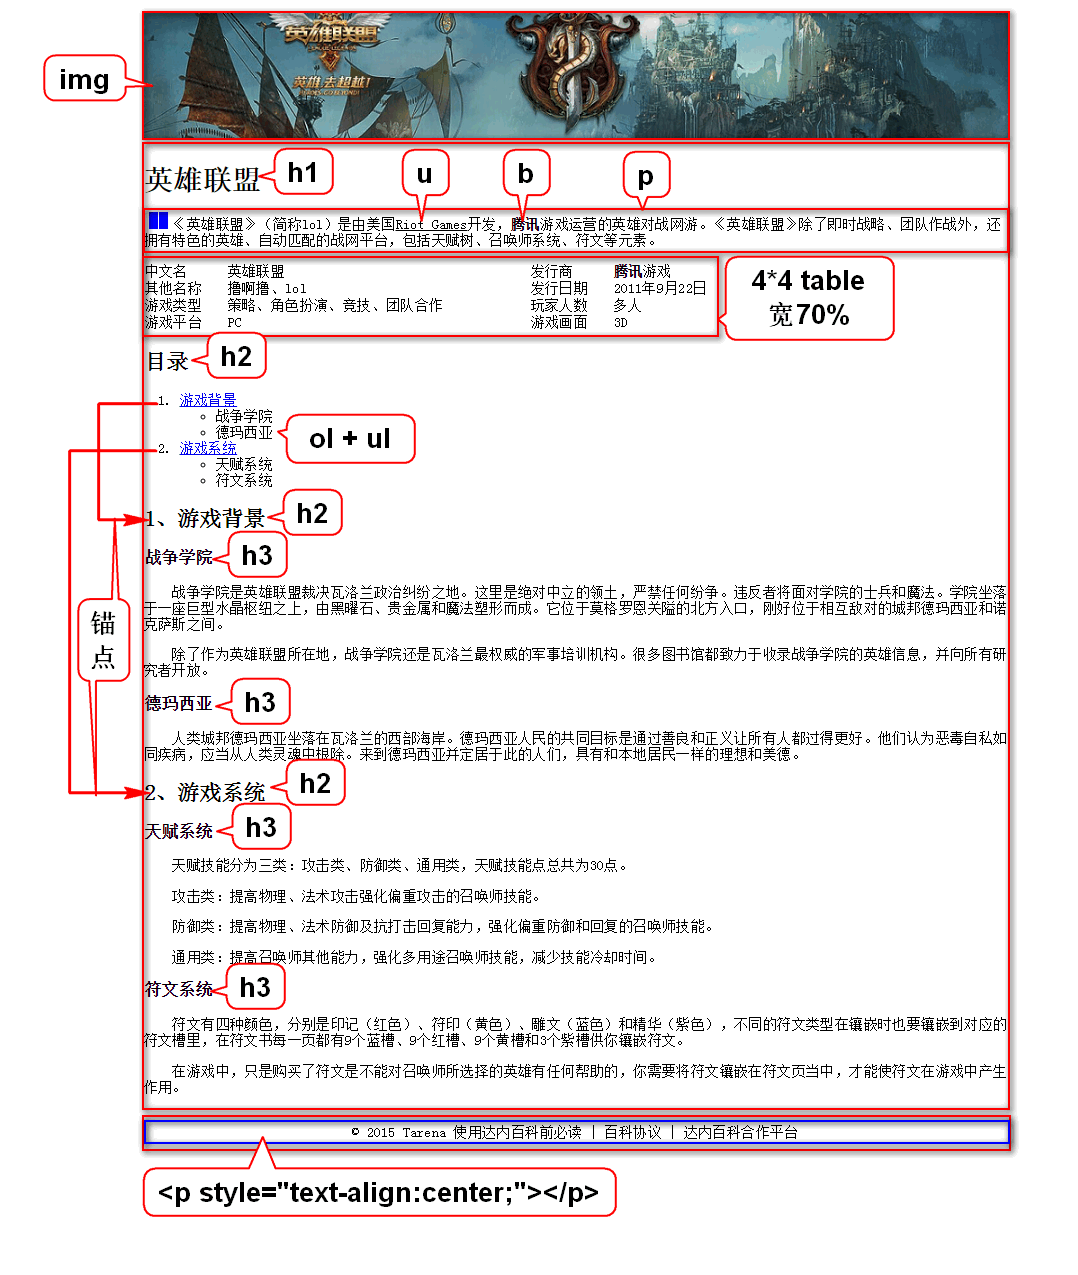 英雄联盟
LEAGUE OF LEGENDS
英雄,去超越!
HEROES GO BEYOND!
img
英雄联盟
h1
u
b
p
《英雄联盟》（简称lol）是由美国Riot Games开发，腾讯游戏运营的英雄对战网游。《英雄联盟》除了即时战略、团队作战外，还
拥有特色的英雄、自动匹配的战网平台，包括天赋树、召唤师系统、符文等元素。
中文名 英雄联盟 发行商 腾讯游戏
其他名称 撸啊撸、lol 发行日期 2011年9月22日
游戏类型 策略、角色扮演、竞技、团队合作 玩家人数 多人
游戏平台 PC 游戏画面 3D
4*4 table
宽70%
目录
h2
1. 游戏背景
○ 战争学院
○ 德玛西亚
2. 游戏系统
○ 天赋系统
○ 符文系统
ol + ul
1、游戏背景
h2
战争学院
h3
战争学院是英雄联盟裁决瓦洛兰政治纠纷之地。这里是绝对中立的领土，严禁任何纷争。违反者将面对学院的士兵和魔法。学院坐落
于一座巨型水晶枢纽之上，由黑曜石、贵金属和魔法塑形而成。它位于莫格罗恩关隘的北方入口，刚好位于相互敌对的城邦德玛西亚和诺
克萨斯之间。
除了作为英雄联盟所在地，战争学院还是瓦洛兰最权威的军事培训机构。很多图书馆都致力于收录战争学院的英雄信息，并向所有研
究者开放。
锚
点
德玛西亚
h3
人类城邦德玛西亚坐落在瓦洛兰的西部海岸。德玛西亚人民的共同目标是通过善良和正义让所有人都过得更好。他们认为恶毒自私如
同疾病，应当从人类灵魂中根除。来到德玛西亚并定居于此的人们，具有和本地居民一样的理想和美德。
2、游戏系统
h2
天赋系统
h3
天赋技能分为三类：攻击类、防御类、通用类，天赋技能点总共为30点。
攻击类：提高物理、法术攻击强化偏重攻击的召唤师技能。
防御类：提高物理、法术防御及抗打击回复能力，强化偏重防御和回复的召唤师技能。
通用类：提高召唤师其他能力，强化多用途召唤师技能，减少技能冷却时间。
符文系统
h3
符文有四种颜色，分别是印记（红色）、符印（黄色）、雕文（蓝色）和精华（紫色），不同的符文类型在镶嵌时也要镶嵌到对应的
符文槽里，在符文书每一页都有9个蓝槽、9个红槽、9个黄槽和3个紫槽供你镶嵌符文。
在游戏中，只是购买了符文是不能对召唤师所选择的英雄有任何帮助的，你需要将符文镶嵌在符文页当中，才能使符文在游戏中产生
作用。
© 2015 Tarena 使用达内百科前必读 | 百科协议 | 达内百科合作平台
<p style="text-align:center;"></p>